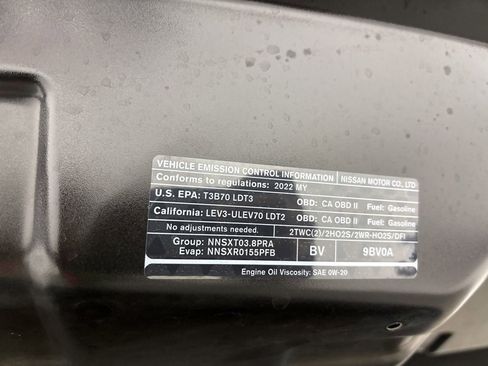 VEHICLE EMISSION CONTROL INFORMATION NISSAN MOTOR CO., LTD
Conforms to regulations: 2022 MY
U.S. EPA: T3B70 LDT3 OBD: CA OBD II Fuel: Gasoline
California: LEV3-ULEV70 LDT2 OBD: CA OBD II Fuel: Gasoline
No adjustments needed. 2TWC(2)/2HO2S/2WR-HO2S/DFI
Group: NNSXT03.8PRA BV 9BV0A
Evap: NNSXR0155PFB
Engine Oil Viscosity: SAE 0W-20